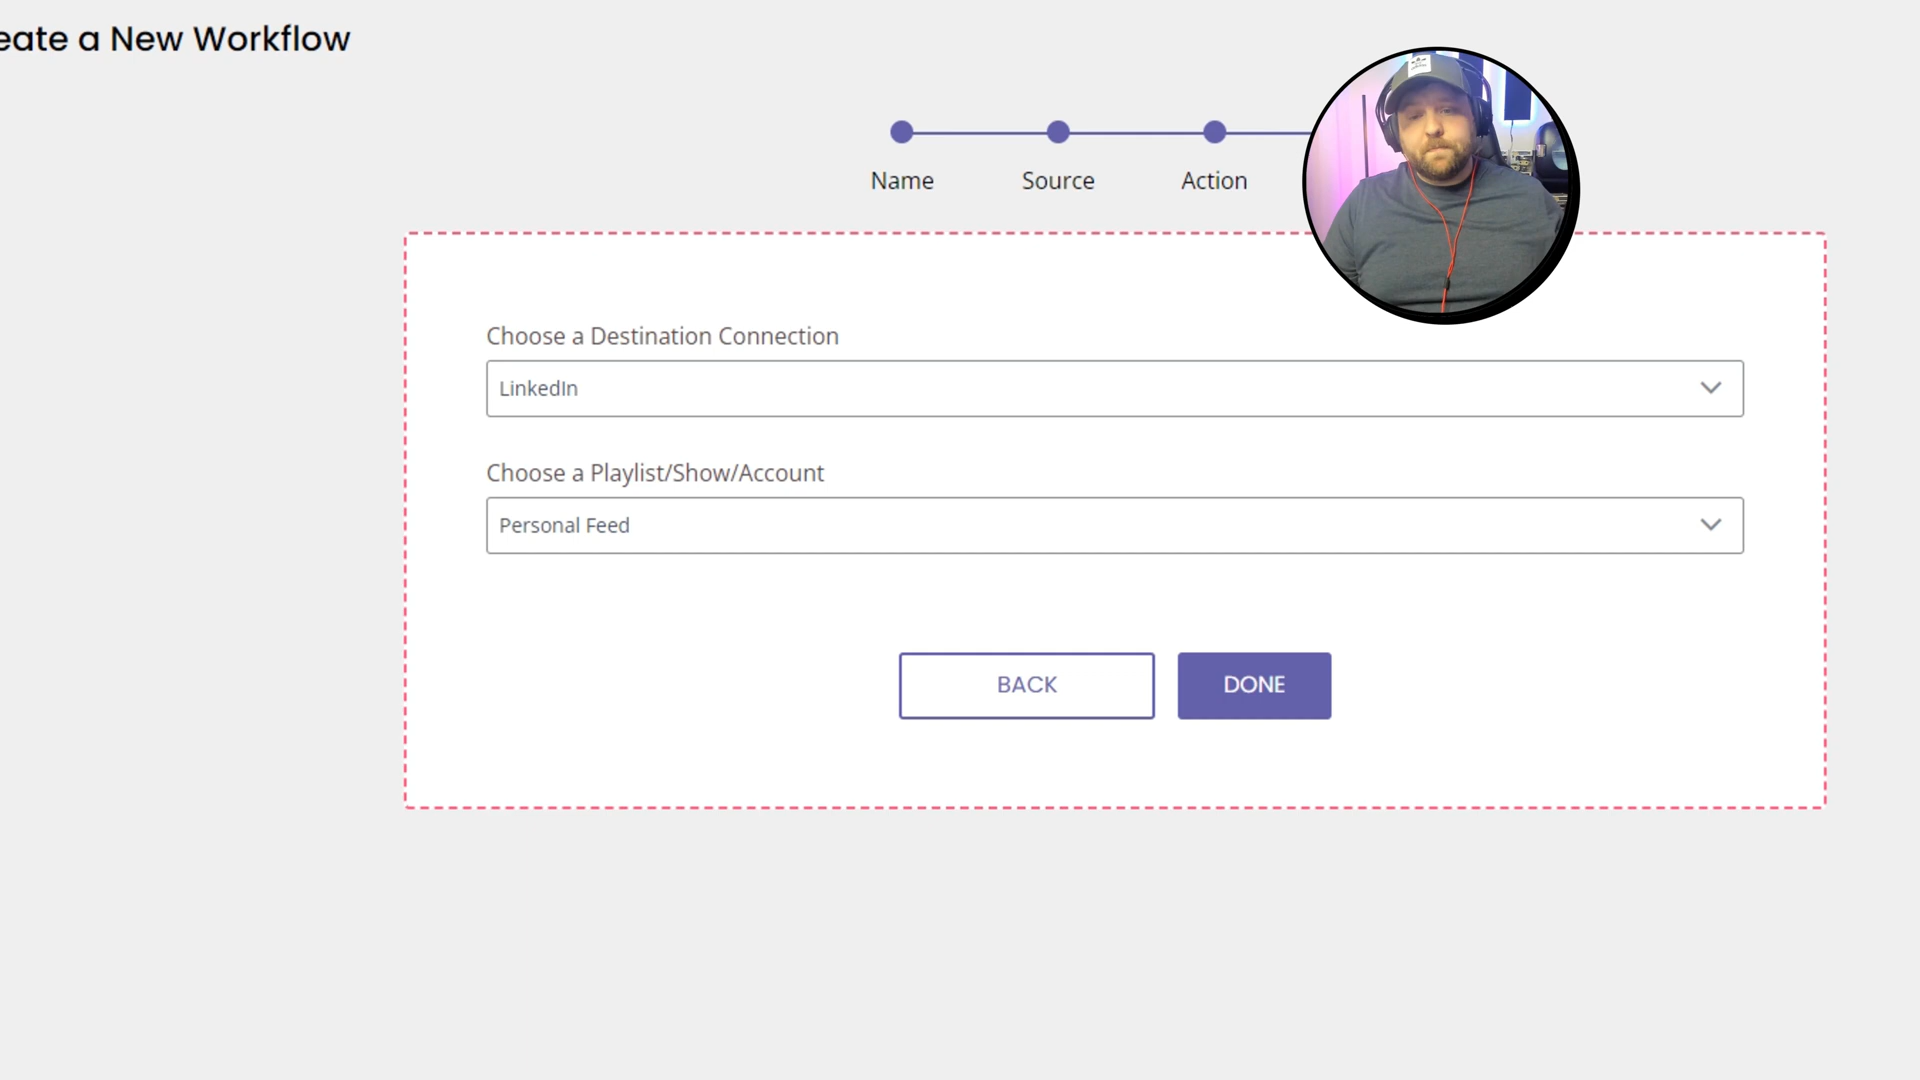 eate a New Workflow
Name
Source
Action
Choose a Destination Connection
LinkedIn
Choose a Playlist/Show/Account
Personal Feed
BACK
DONE